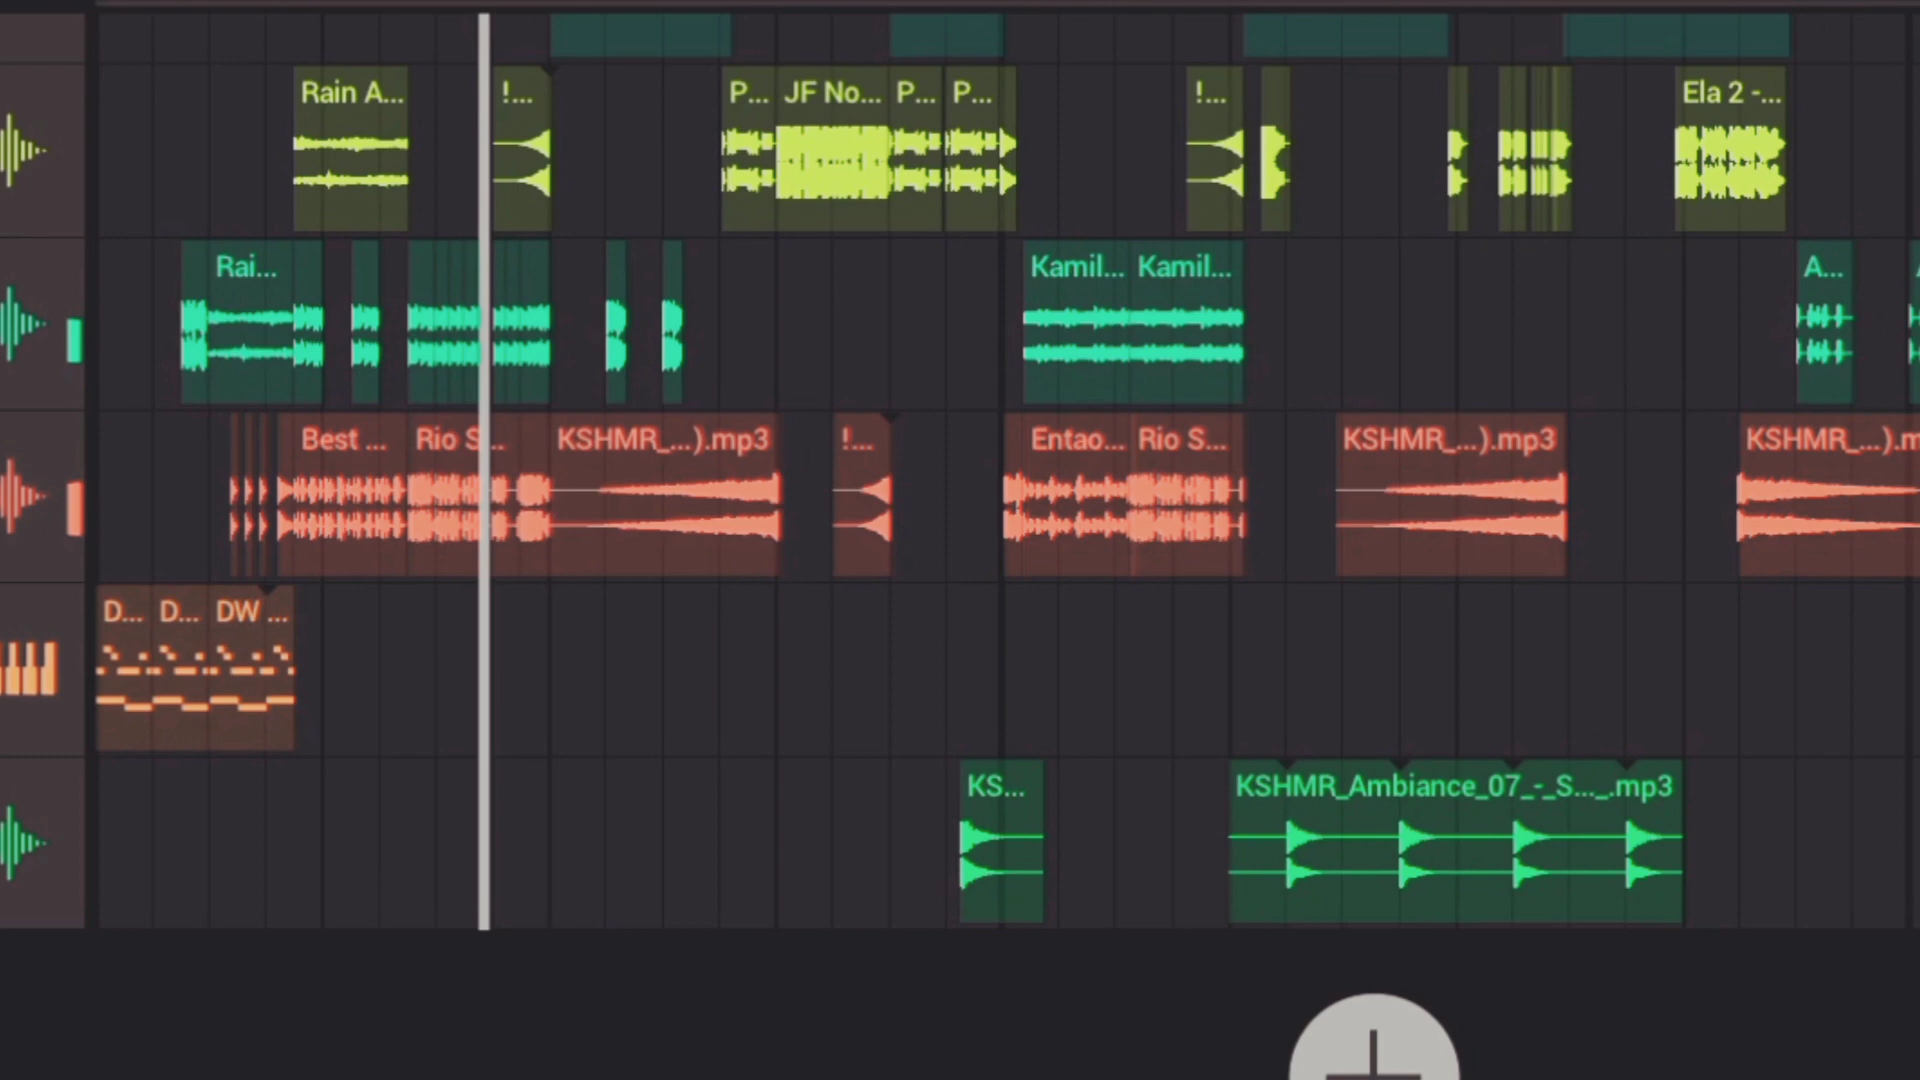 Rain A... !... P... JF No... P... P... !... Ela 2 -...
Rai... Kamil... Kamil... A...
Best ... Rio S... KSHMR_...).mp3 !... Entao... Rio S... KSHMR_...).mp3 KSHMR_...).m
D... D... DW ...
KS... KSHMR_Ambiance_07_-_S..._.mp3